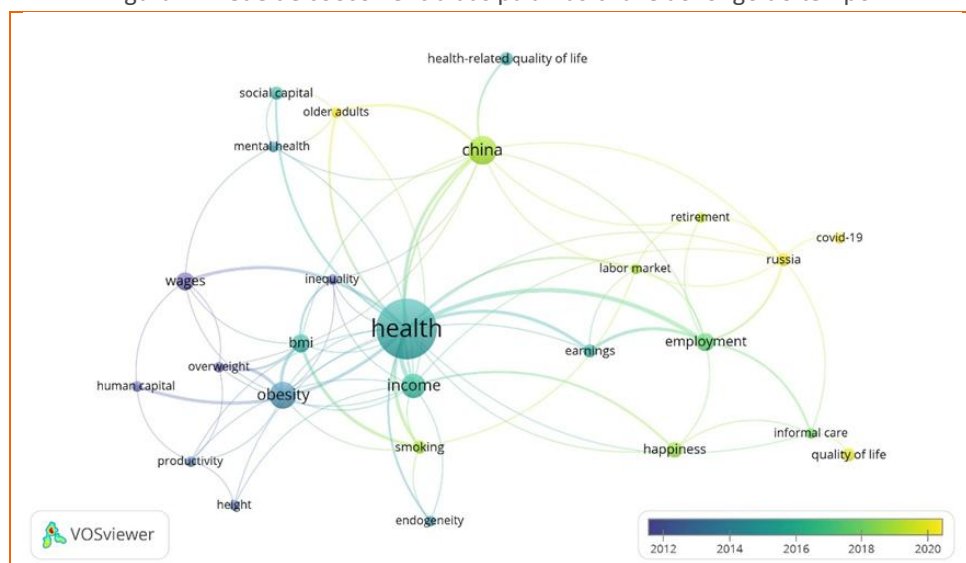 health-related quality of life
social capital
older adults
mental health
china
retirement
covid-19
russia
labor market
wages
inequality
health
bmi
employment
earnings
overweight
human capital
income
obesity
informal care
smoking
happiness
quality of life
productivity
height
endogeneity
VOSviewer
2012 2014 2016 2018 2020